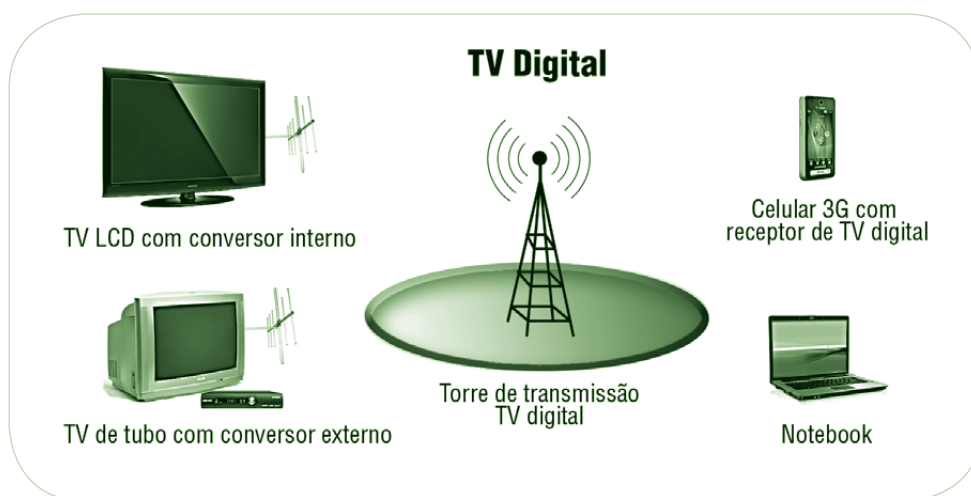 TV Digital
TV LCD com conversor interno
Celular 3G com
receptor de TV digital
TV de tubo com conversor externo
Torre de transmissão
TV digital
Notebook